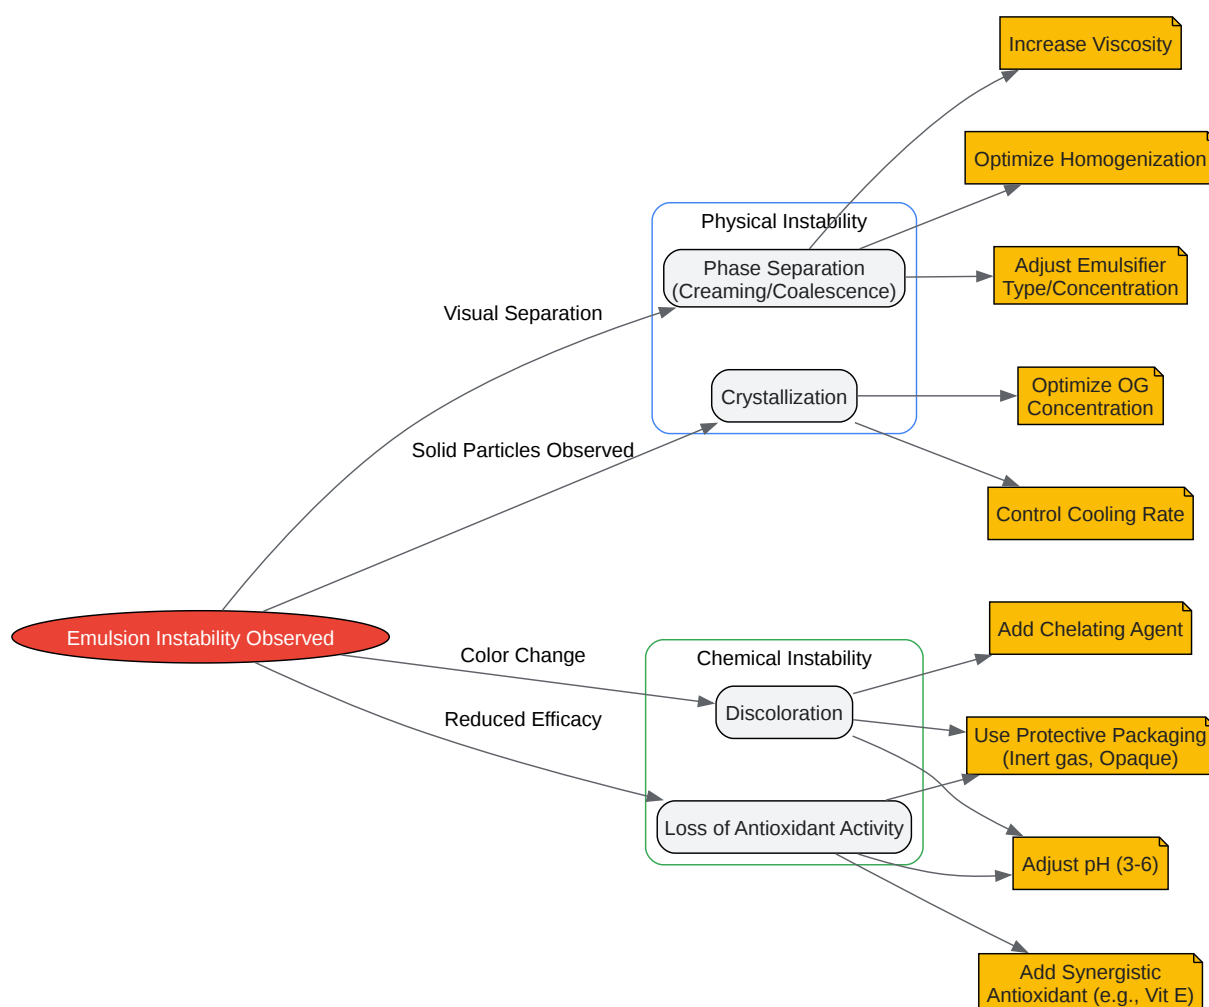 Increase Viscosity
Optimize Homogenization
Physical Instability
Phase Separation
(Creaming/Coalescence)
Adjust Emulsifier
Type/Concentration
Visual Separation
Crystallization
Optimize OG
Concentration
Solid Particles Observed
Control Cooling Rate
Emulsion Instability Observed
Add Chelating Agent
Color Change
Chemical Instability
Discoloration
Reduced Efficacy
Use Protective Packaging
(Inert gas, Opaque)
Loss of Antioxidant Activity
Adjust pH (3-6)
Add Synergistic
Antioxidant (e.g., Vit E)